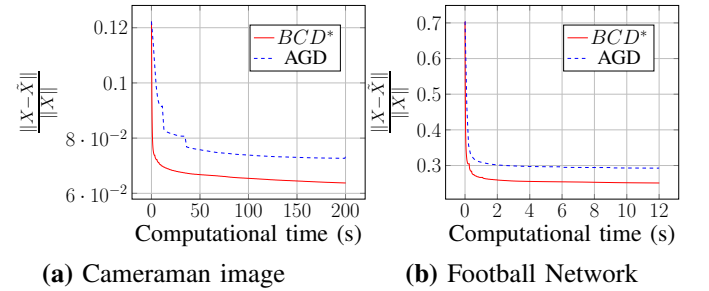 0.12
0.1
8 · 10⁻²
6 · 10⁻²
‖X−X̃‖
‖X‖
BCD*
AGD
0 50 100 150 200
Computational time (s)
(a) Cameraman image
0.7
0.6
0.5
0.4
0.3
‖X−X̃‖
‖X‖
BCD*
AGD
0 2 4 6 8 10 12
Computational time (s)
(b) Football Network